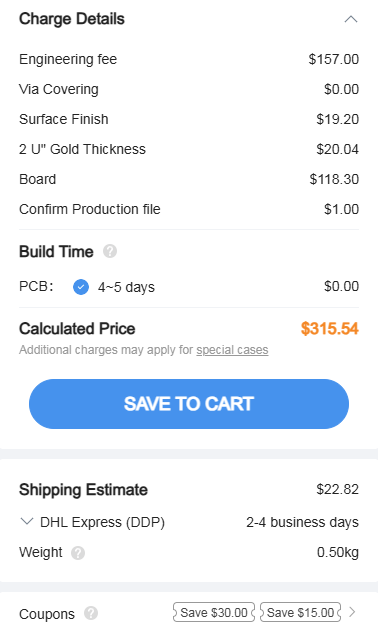 Charge Details
Engineering fee $157.00
Via Covering $0.00
Surface Finish $19.20
2 U" Gold Thickness $20.04
Board $118.30
Confirm Production file $1.00
Build Time ?
PCB: 4~5 days $0.00
Calculated Price $315.54
Additional charges may apply for special cases
SAVE TO CART
Shipping Estimate $22.82
DHL Express (DDP) 2-4 business days
Weight ? 0.50kg
Coupons ? Save $30.00 Save $15.00